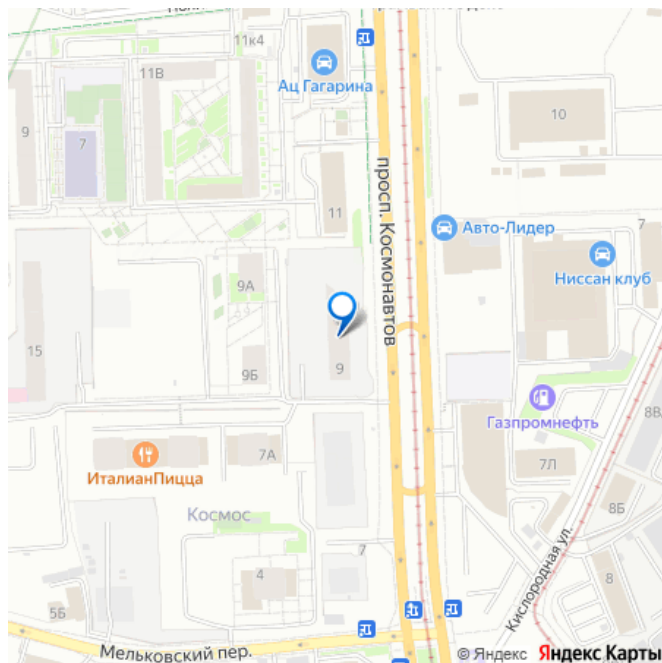 11к4
11В
Ац Гагарина
9
7
10
просп. Космонавтов
11
Авто-Лидер
7
Ниссан клуб
9А
15
9Б
9
Газпромнефть
8В
7А
7Л
ИталианПицца
8Б
Космос
7
4
8
Кислородная ул.
5Б
Мельковский пер.
© Яндекс Яндекс Карты